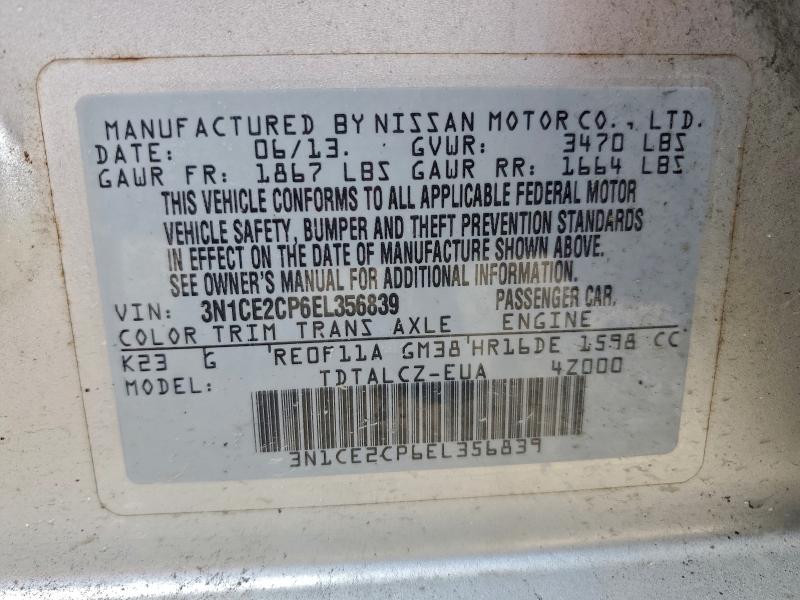 MANUFACTURED BY NISSAN MOTOR CO., LTD.
DATE: 06/13. GVWR: 3470 LBS
GAWR FR: 1867 LBS GAWR RR: 1664 LBS
THIS VEHICLE CONFORMS TO ALL APPLICABLE FEDERAL MOTOR
VEHICLE SAFETY, BUMPER AND THEFT PREVENTION STANDARDS
IN EFFECT ON THE DATE OF MANUFACTURE SHOWN ABOVE.
SEE OWNER'S MANUAL FOR ADDITIONAL INFORMATION.
VIN: 3N1CE2CP6EL356839 PASSENGER CAR.
COLOR TRIM TRANS AXLE ENGINE
K23 G RE0F11A GM38 HR16DE 1598 CC
MODEL: TDTALCZ-EUA 4Z000
3N1CE2CP6EL356839